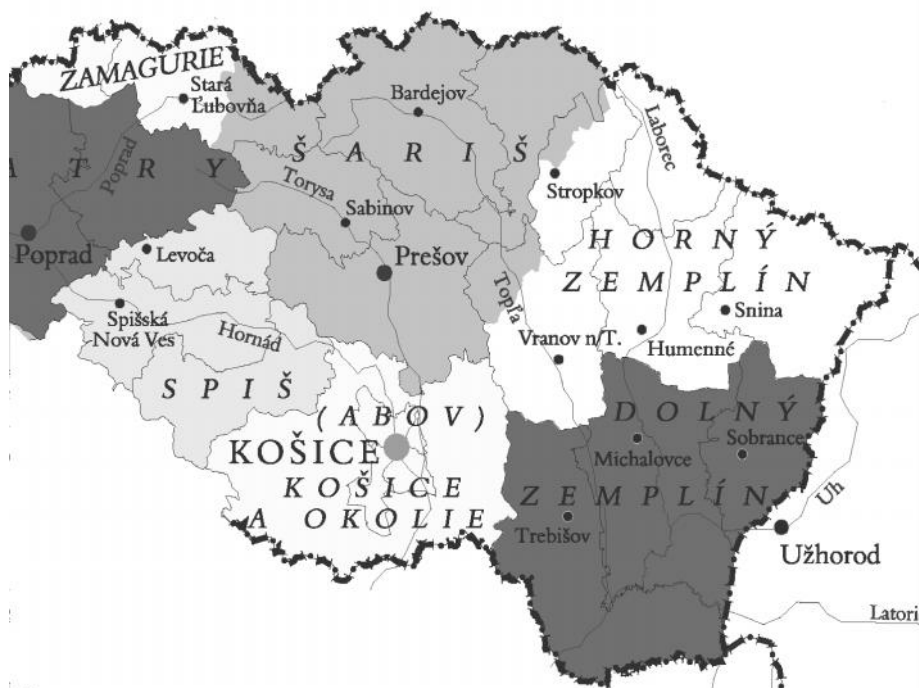 ZAMAGURIE
Stará
Ľubovňa
Bardejov
Laborec
Poprad
A T R Y
Š A R I Š
Torysa
Stropkov
Sabinov
Poprad
Levoča
Prešov
H O R N Ý
Z E M P L Í N
Topľa
Spišská
Nová Ves
Hornád
Snina
Vranov n/T.
Humenné
S P I Š
( A B O V )
D O L N Ý
KOŠICE
Michalovce
Sobrance
K O Š I C E
A O K O L I E
Z E M P L Í N
Uh
Trebišov
Užhorod
Latori